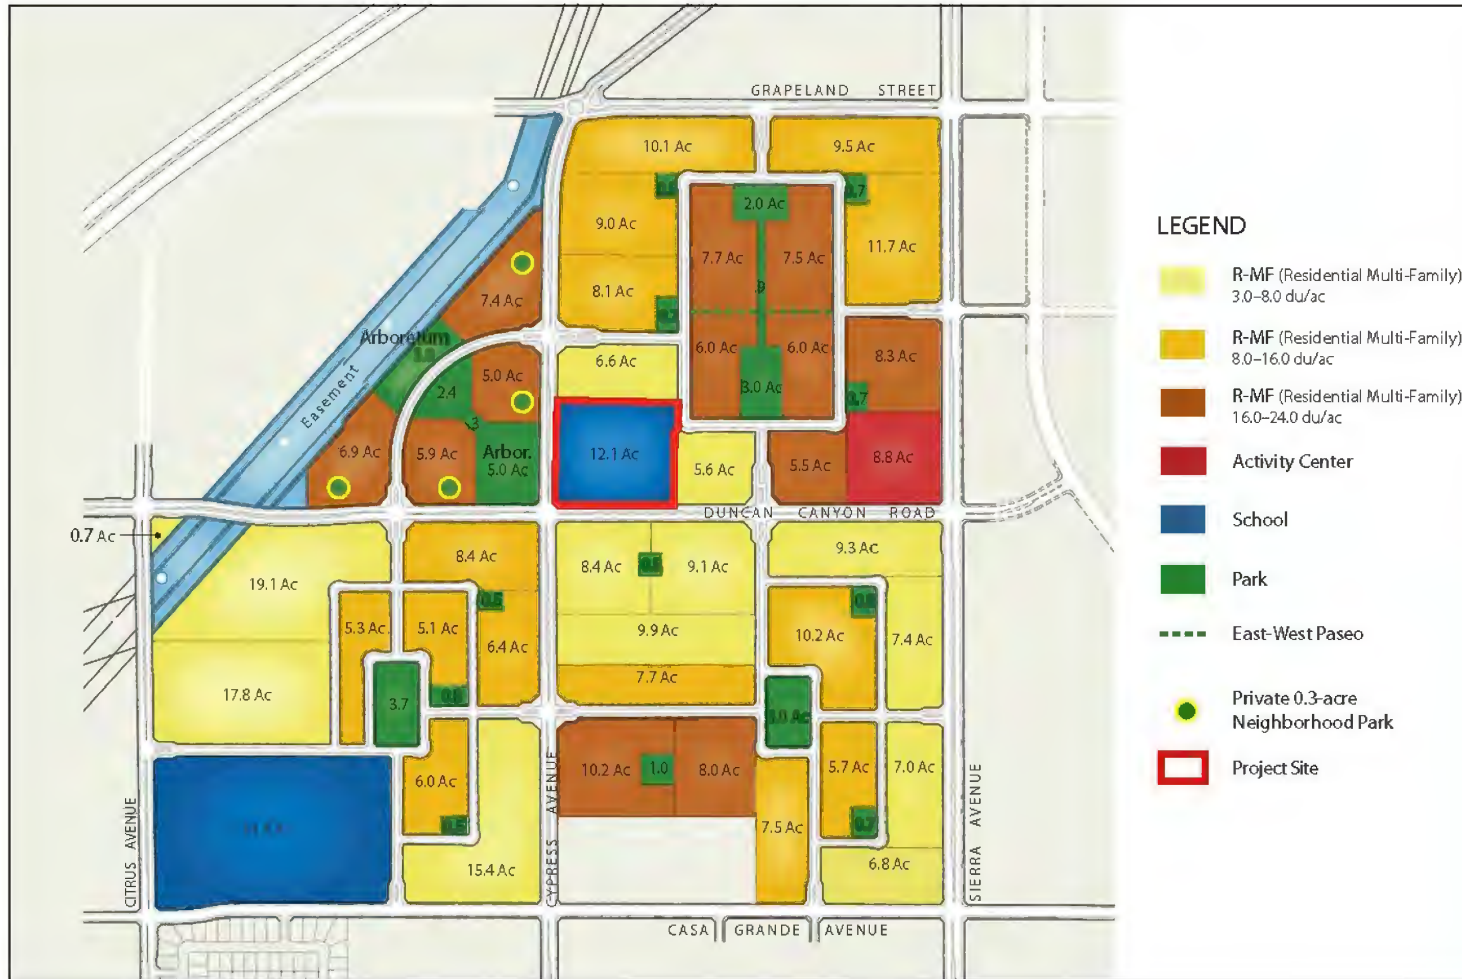 GRAPELAND STREET
10.1 Ac
9.5 Ac
.7
2.0 Ac
9.0 Ac
11.7 Ac
7.7 Ac
7.5 Ac
8.1 Ac
7.4 Ac
.9
Arboretum
6.0 Ac
6.0 Ac
8.3 Ac
6.6 Ac
5.0 Ac
Easement
2.4
3.0 Ac
0.7
.3
6.9 Ac
5.9 Ac
Arbor.
5.0 Ac
12.1 Ac
5.6 Ac
5.5 Ac
8.8 Ac
DUNCAN CANYON ROAD
0.7 Ac
19.1 Ac
8.4 Ac
8.4 Ac
9.1 Ac
9.3 Ac
5.3 Ac
5.1 Ac
6.4 Ac
9.9 Ac
10.2 Ac
7.4 Ac
17.8 Ac
3.7
7.7 Ac
6.0 Ac
10.2 Ac
1.0
8.0 Ac
5.7 Ac
7.0 Ac
0.7
7.5 Ac
15.4 Ac
6.8 Ac
CITRUS AVENUE
CYPRESS AVENUE
SIERRA AVENUE
CASA GRANDE AVENUE
LEGEND
R-MF (Residential Multi-Family)
3.0–8.0 du/ac
R-MF (Residential Multi-Family)
8.0–16.0 du/ac
R-MF (Residential Multi-Family)
16.0–24.0 du/ac
Activity Center
School
Park
East-West Paseo
Private 0.3-acre
Neighborhood Park
Project Site